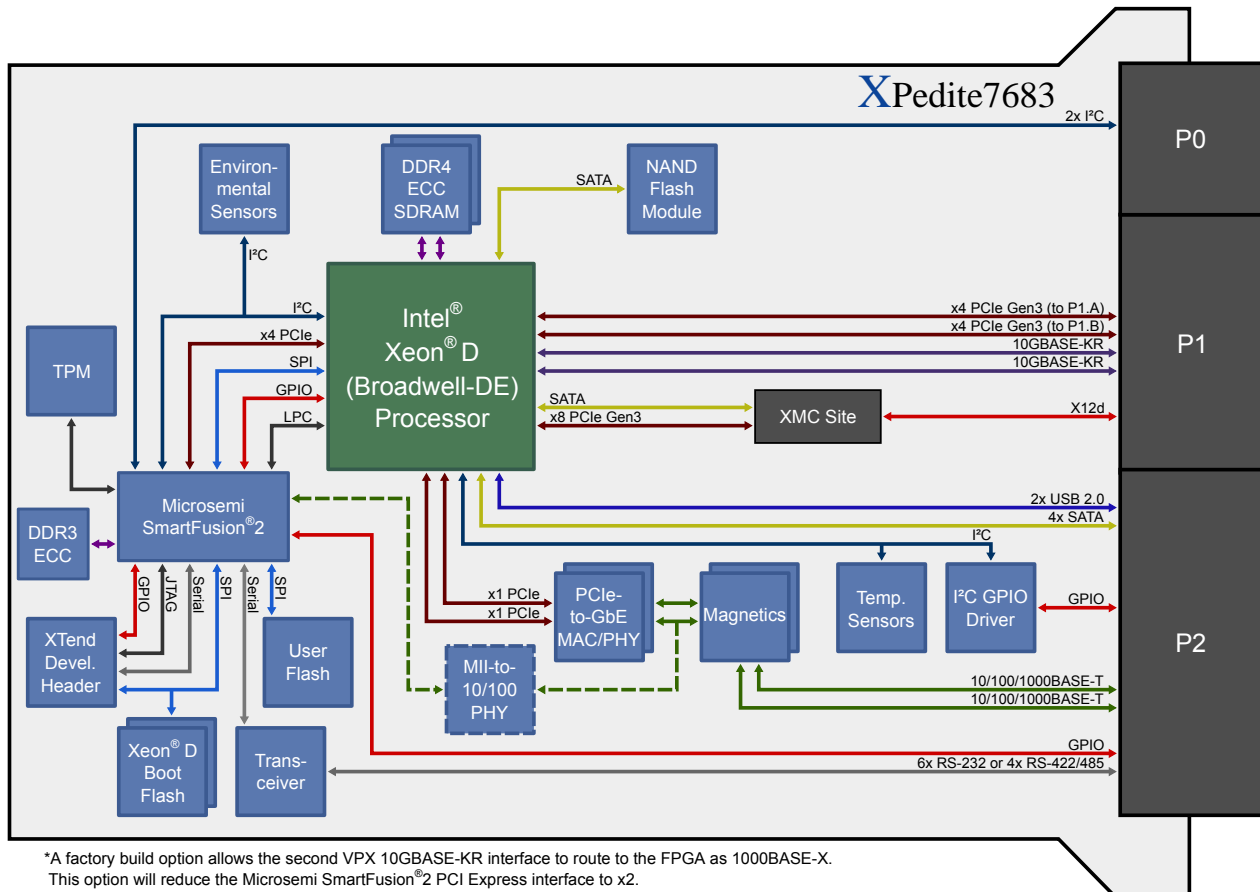 XPedite7683
2x I²C
P0
Environ-
mental
Sensors
DDR4
ECC
SDRAM
SATA
NAND
Flash
Module
I²C
I²C
x4 PCIe
SPI
GPIO
LPC
Intel®
Xeon® D
(Broadwell-DE)
Processor
x4 PCIe Gen3 (to P1.A)
x4 PCIe Gen3 (to P1.B)
10GBASE-KR
10GBASE-KR
P1
TPM
SATA
x8 PCIe Gen3
XMC Site
X12d
Microsemi
SmartFusion®2
DDR3
ECC
2x USB 2.0
4x SATA
I²C
GPIO
JTAG
Serial
SPI
Serial
SPI
x1 PCIe
x1 PCIe
PCIe-
to-GbE
MAC/PHY
Magnetics
Temp.
Sensors
I²C GPIO
Driver
GPIO
P2
XTend
Devel.
Header
User
Flash
MII-to-
10/100
PHY
10/100/1000BASE-T
10/100/1000BASE-T
Xeon® D
Boot
Flash
Trans-
ceiver
GPIO
6x RS-232 or 4x RS-422/485
*A factory build option allows the second VPX 10GBASE-KR interface to route to the FPGA as 1000BASE-X.
This option will reduce the Microsemi SmartFusion®2 PCI Express interface to x2.